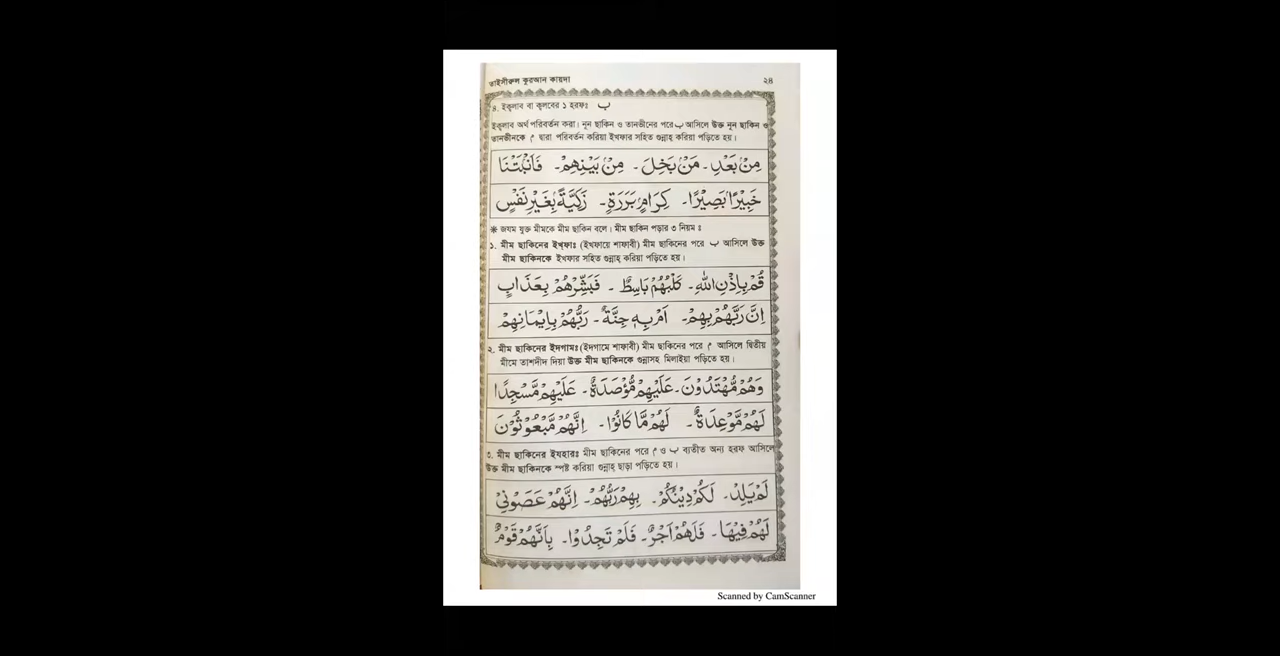 তাইসীরুল কুরআন কায়দা ২৪
৪. ইক্বলাব বা ক্বলবের ১ হরফঃ ب
ইক্বলাব অর্থ পরিবর্তন করা। নূন ছাকিন ও তানভীনের পরে ب আসিলে উক্ত নূন ছাকিন ও
তানভীনকে م দ্বারা পরিবর্তন করিয়া ইখফার সহিত গুন্নাহ্ করিয়া পড়িতে হয়।
مِنْۢ بَعْدِ۔ مَنْۢ بَخِلَ۔ مِنْۢ بَيْنِهِمْ۔ فَاَنْۢبَتْنَا
خَبِيْرًۢا بَصِيْرًا۔ كِرَامٍۢ بَرَرَةٍ۔ زَكِيَّةًۢ بِغَيْرِ نَفْسٍ
* জযম যুক্ত মীমকে মীম ছাকিন বলে। মীম ছাকিন পড়ার ৩ নিয়ম ঃ
১. মীম ছাকিনের ইখ্ফাঃ (ইখফায়ে শাফাবী) মীম ছাকিনের পরে ب আসিলে উক্ত
মীম ছাকিনকে ইখফার সহিত গুন্নাহ্ করিয়া পড়িতে হয়।
قُمْ بِاِذْنِ اللّٰهِ۔ كَلْبُهُمْ بَاسِطٌ ۔ فَبَشِّرْهُمْ بِعَذَابٍ
اِنَّ رَبَّهُمْ بِهِمْ۔ اَمْ بِهٖ جِنَّةٌ ۔ رَبُّهُمْ بِاِيْمَانِهِمْ
২. মীম ছাকিনের ইদগামঃ (ইদগামে শাফাবী) মীম ছাকিনের পরে م আসিলে দ্বিতীয়
মীমে তাশদীদ দিয়া উক্ত মীম ছাকিনকে গুন্নাসহ মিলাইয়া পড়িতে হয়।
وَهُمْ مُّهْتَدُوْنَ۔ عَلَيْهِمْ مُّؤْصَدَةٌ ۔ عَلَيْهِمْ مَّسْجِدًا
لَهُمْ مَّوْعِدَةٌ ۔ لَهُمْ مَّا كَانُوْا۔ اِنَّهُمْ مَّبْعُوْثُوْنَ
৩. মীম ছাকিনের ইযহারঃ মীম ছাকিনের পরে م ও ب ব্যতীত অন্য হরফ আসিলে
উক্ত মীম ছাকিনকে স্পষ্ট করিয়া গুন্নাহ্ ছাড়া পড়িতে হয়।
لَمْ يَلِدْ۔ لَكُمْ دِيْنُكُمْ۔ بِهِمْ رَبُّهُمْ۔ اِنَّهُمْ عَصَوْنِيْ
لَهُمْ فِيْهَا۔ فَلَهُمْ اَجْرٌ۔ فَلَمْ تَجِدُوْا۔ بِاَنَّهُمْ قَوْمٌ
Scanned by CamScanner